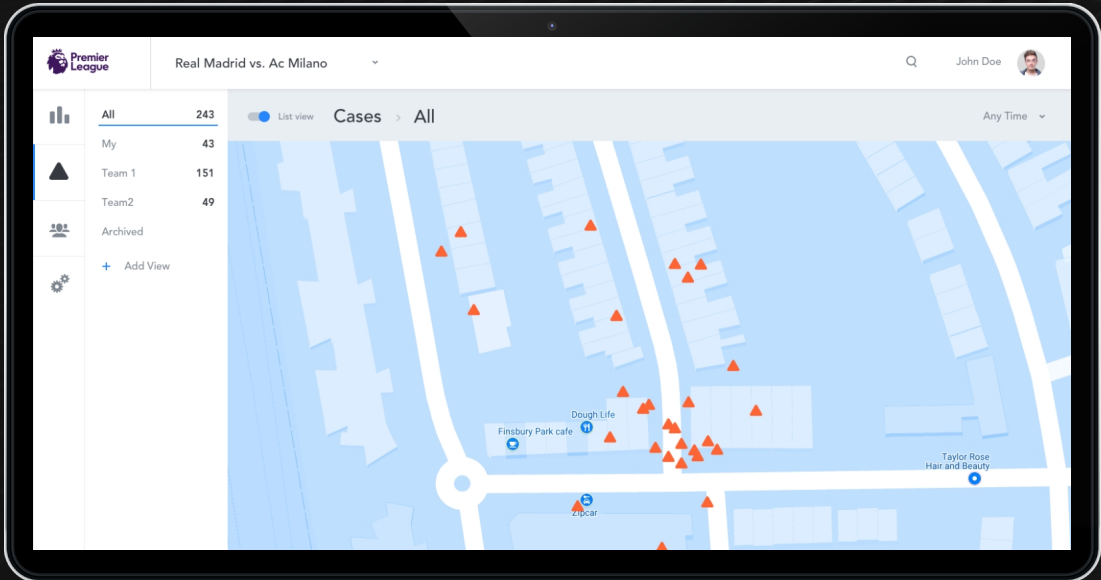 Premier
League
Real Madrid vs. Ac Milano
John Doe
All 243
My 43
Team 1 151
Team2 49
Archived
+ Add View
List view
Cases > All
Any Time
Dough Life
Finsbury Park cafe
Taylor Rose
Hair and Beauty
Zipcar